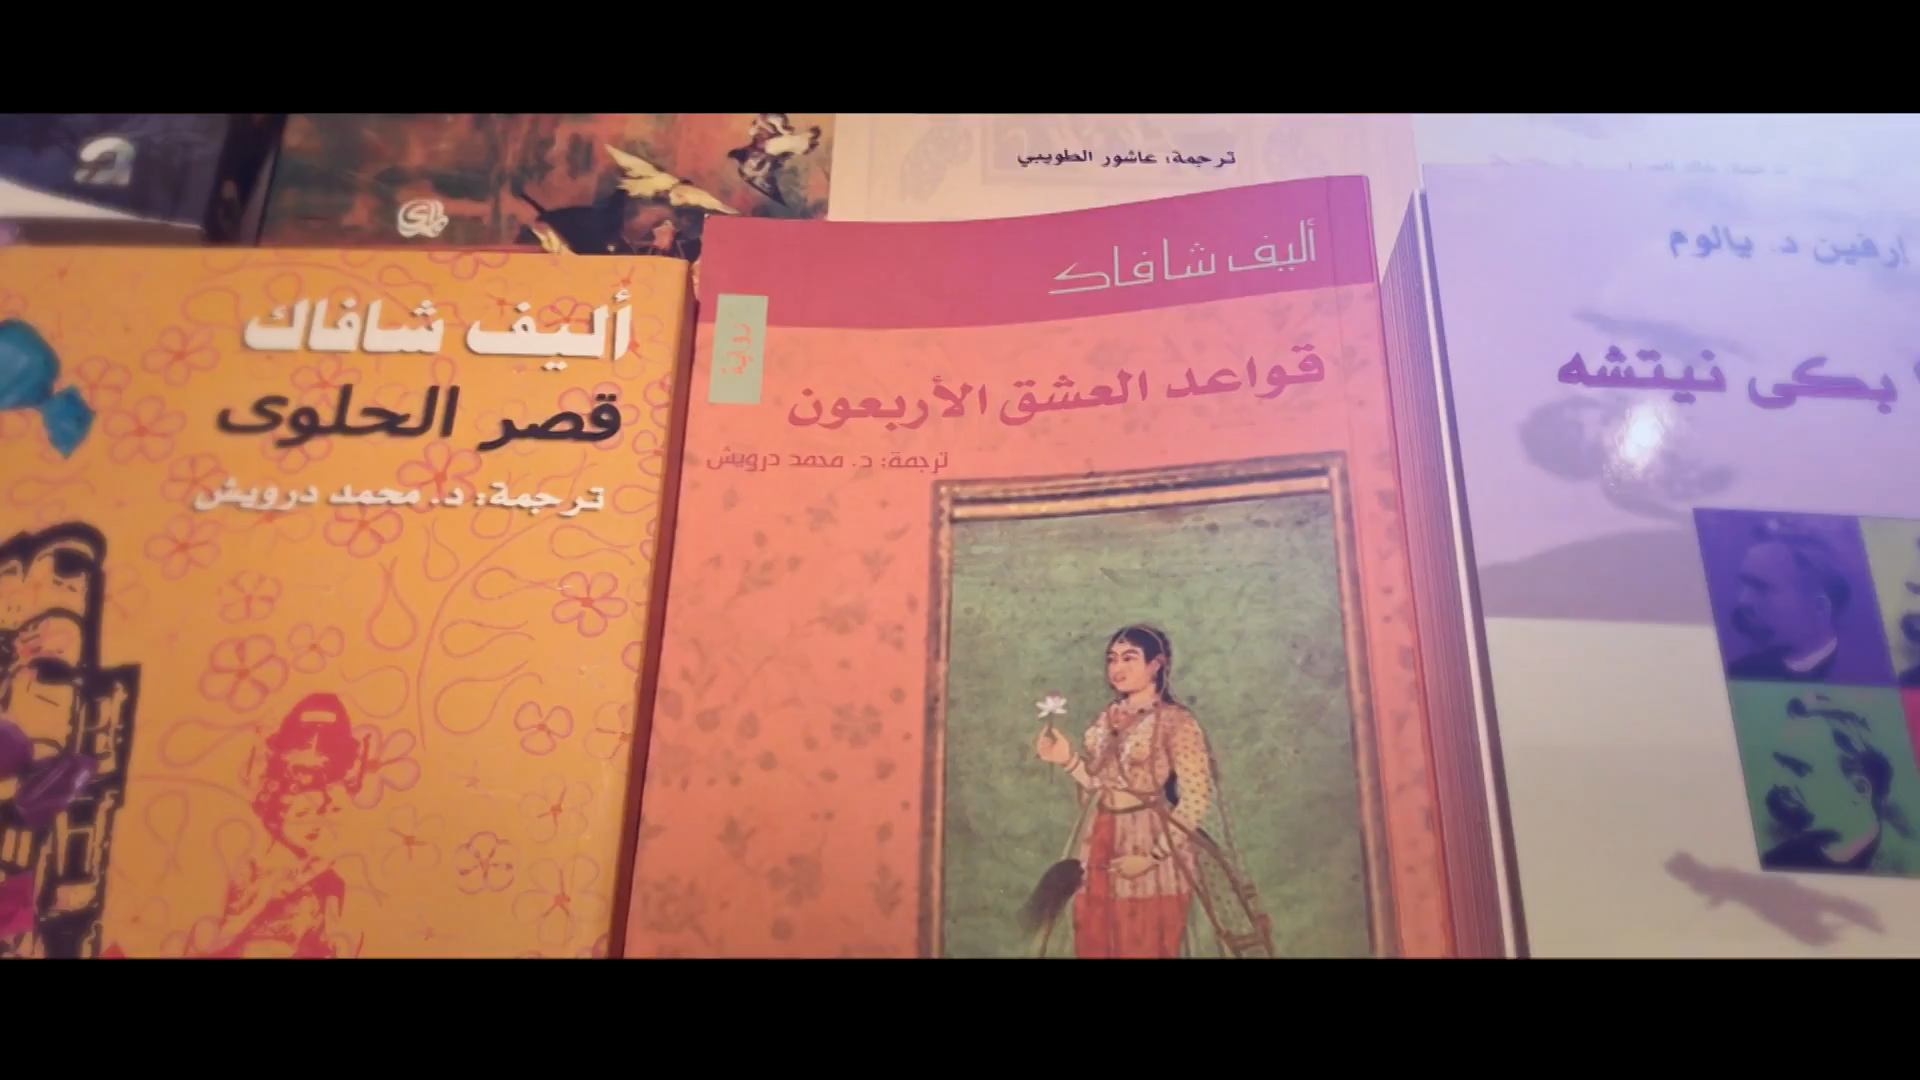 ترجمة: عاشور الطويبي
أليف شافاك
قواعد العشق الأربعون
ترجمة: د. محمد درويش
رواية
أليف شافاك
قصر الحلوى
ترجمة: د. محمد درويش
إرفين د. يالوم
بكى نيتشه